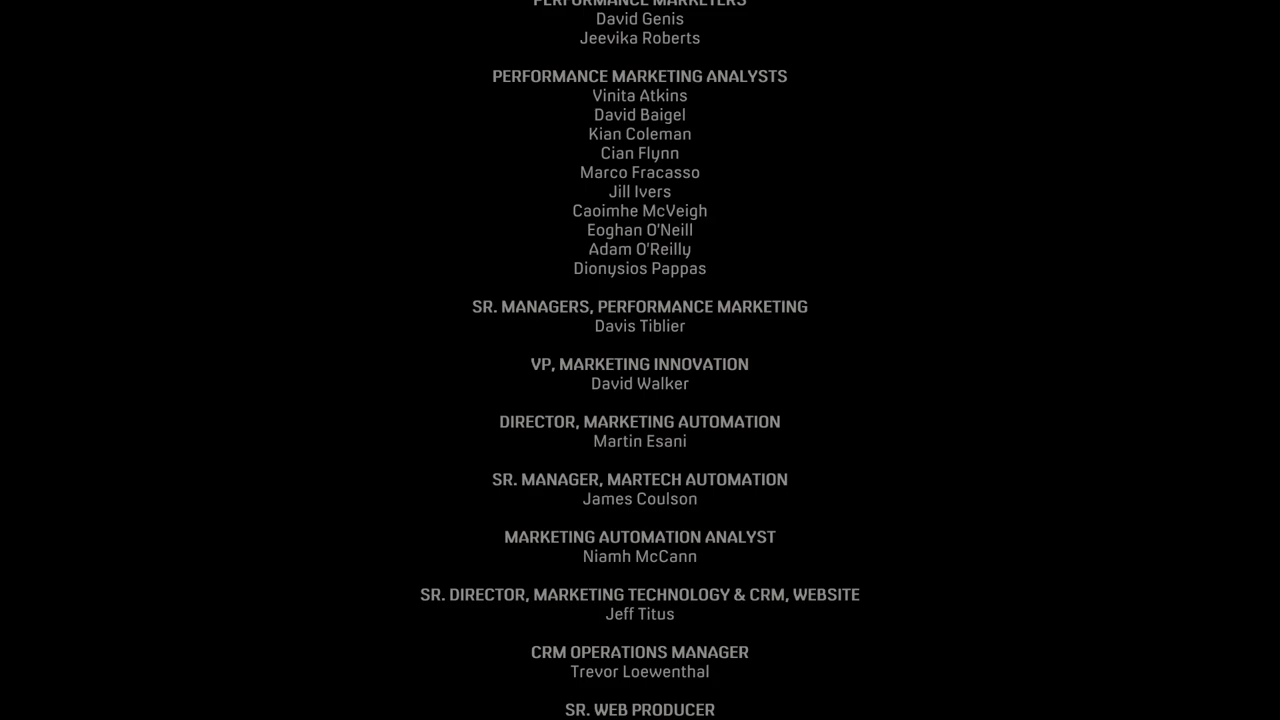 PERFORMANCE MARKETERS
David Genis
Jeevika Roberts
PERFORMANCE MARKETING ANALYSTS
Vinita Atkins
David Baigel
Kian Coleman
Cian Flynn
Marco Fracasso
Jill Ivers
Caoimhe McVeigh
Eoghan O'Neill
Adam O'Reilly
Dionysios Pappas
SR. MANAGERS, PERFORMANCE MARKETING
Davis Tiblier
VP, MARKETING INNOVATION
David Walker
DIRECTOR, MARKETING AUTOMATION
Martin Esani
SR. MANAGER, MARTECH AUTOMATION
James Coulson
MARKETING AUTOMATION ANALYST
Niamh McCann
SR. DIRECTOR, MARKETING TECHNOLOGY & CRM, WEBSITE
Jeff Titus
CRM OPERATIONS MANAGER
Trevor Loewenthal
SR. WEB PRODUCER